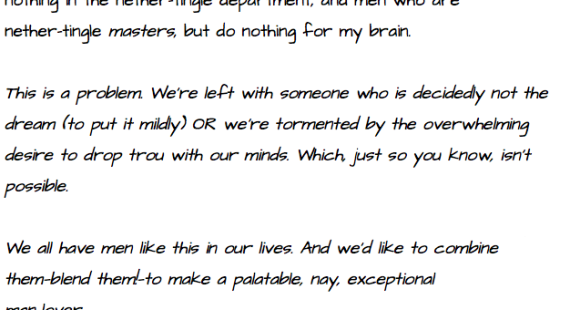 nothing in the nether-tingle department, and men who are
nether-tingle masters, but do nothing for my brain.
This is a problem. We're left with someone who is decidedly not the
dream (to put it mildly) OR we're tormented by the overwhelming
desire to drop trou with our minds. Which, just so you know, isn't
possible.
We all have men like this in our lives. And we'd like to combine
them-blend them!-to make a palatable, nay, exceptional
man-lover